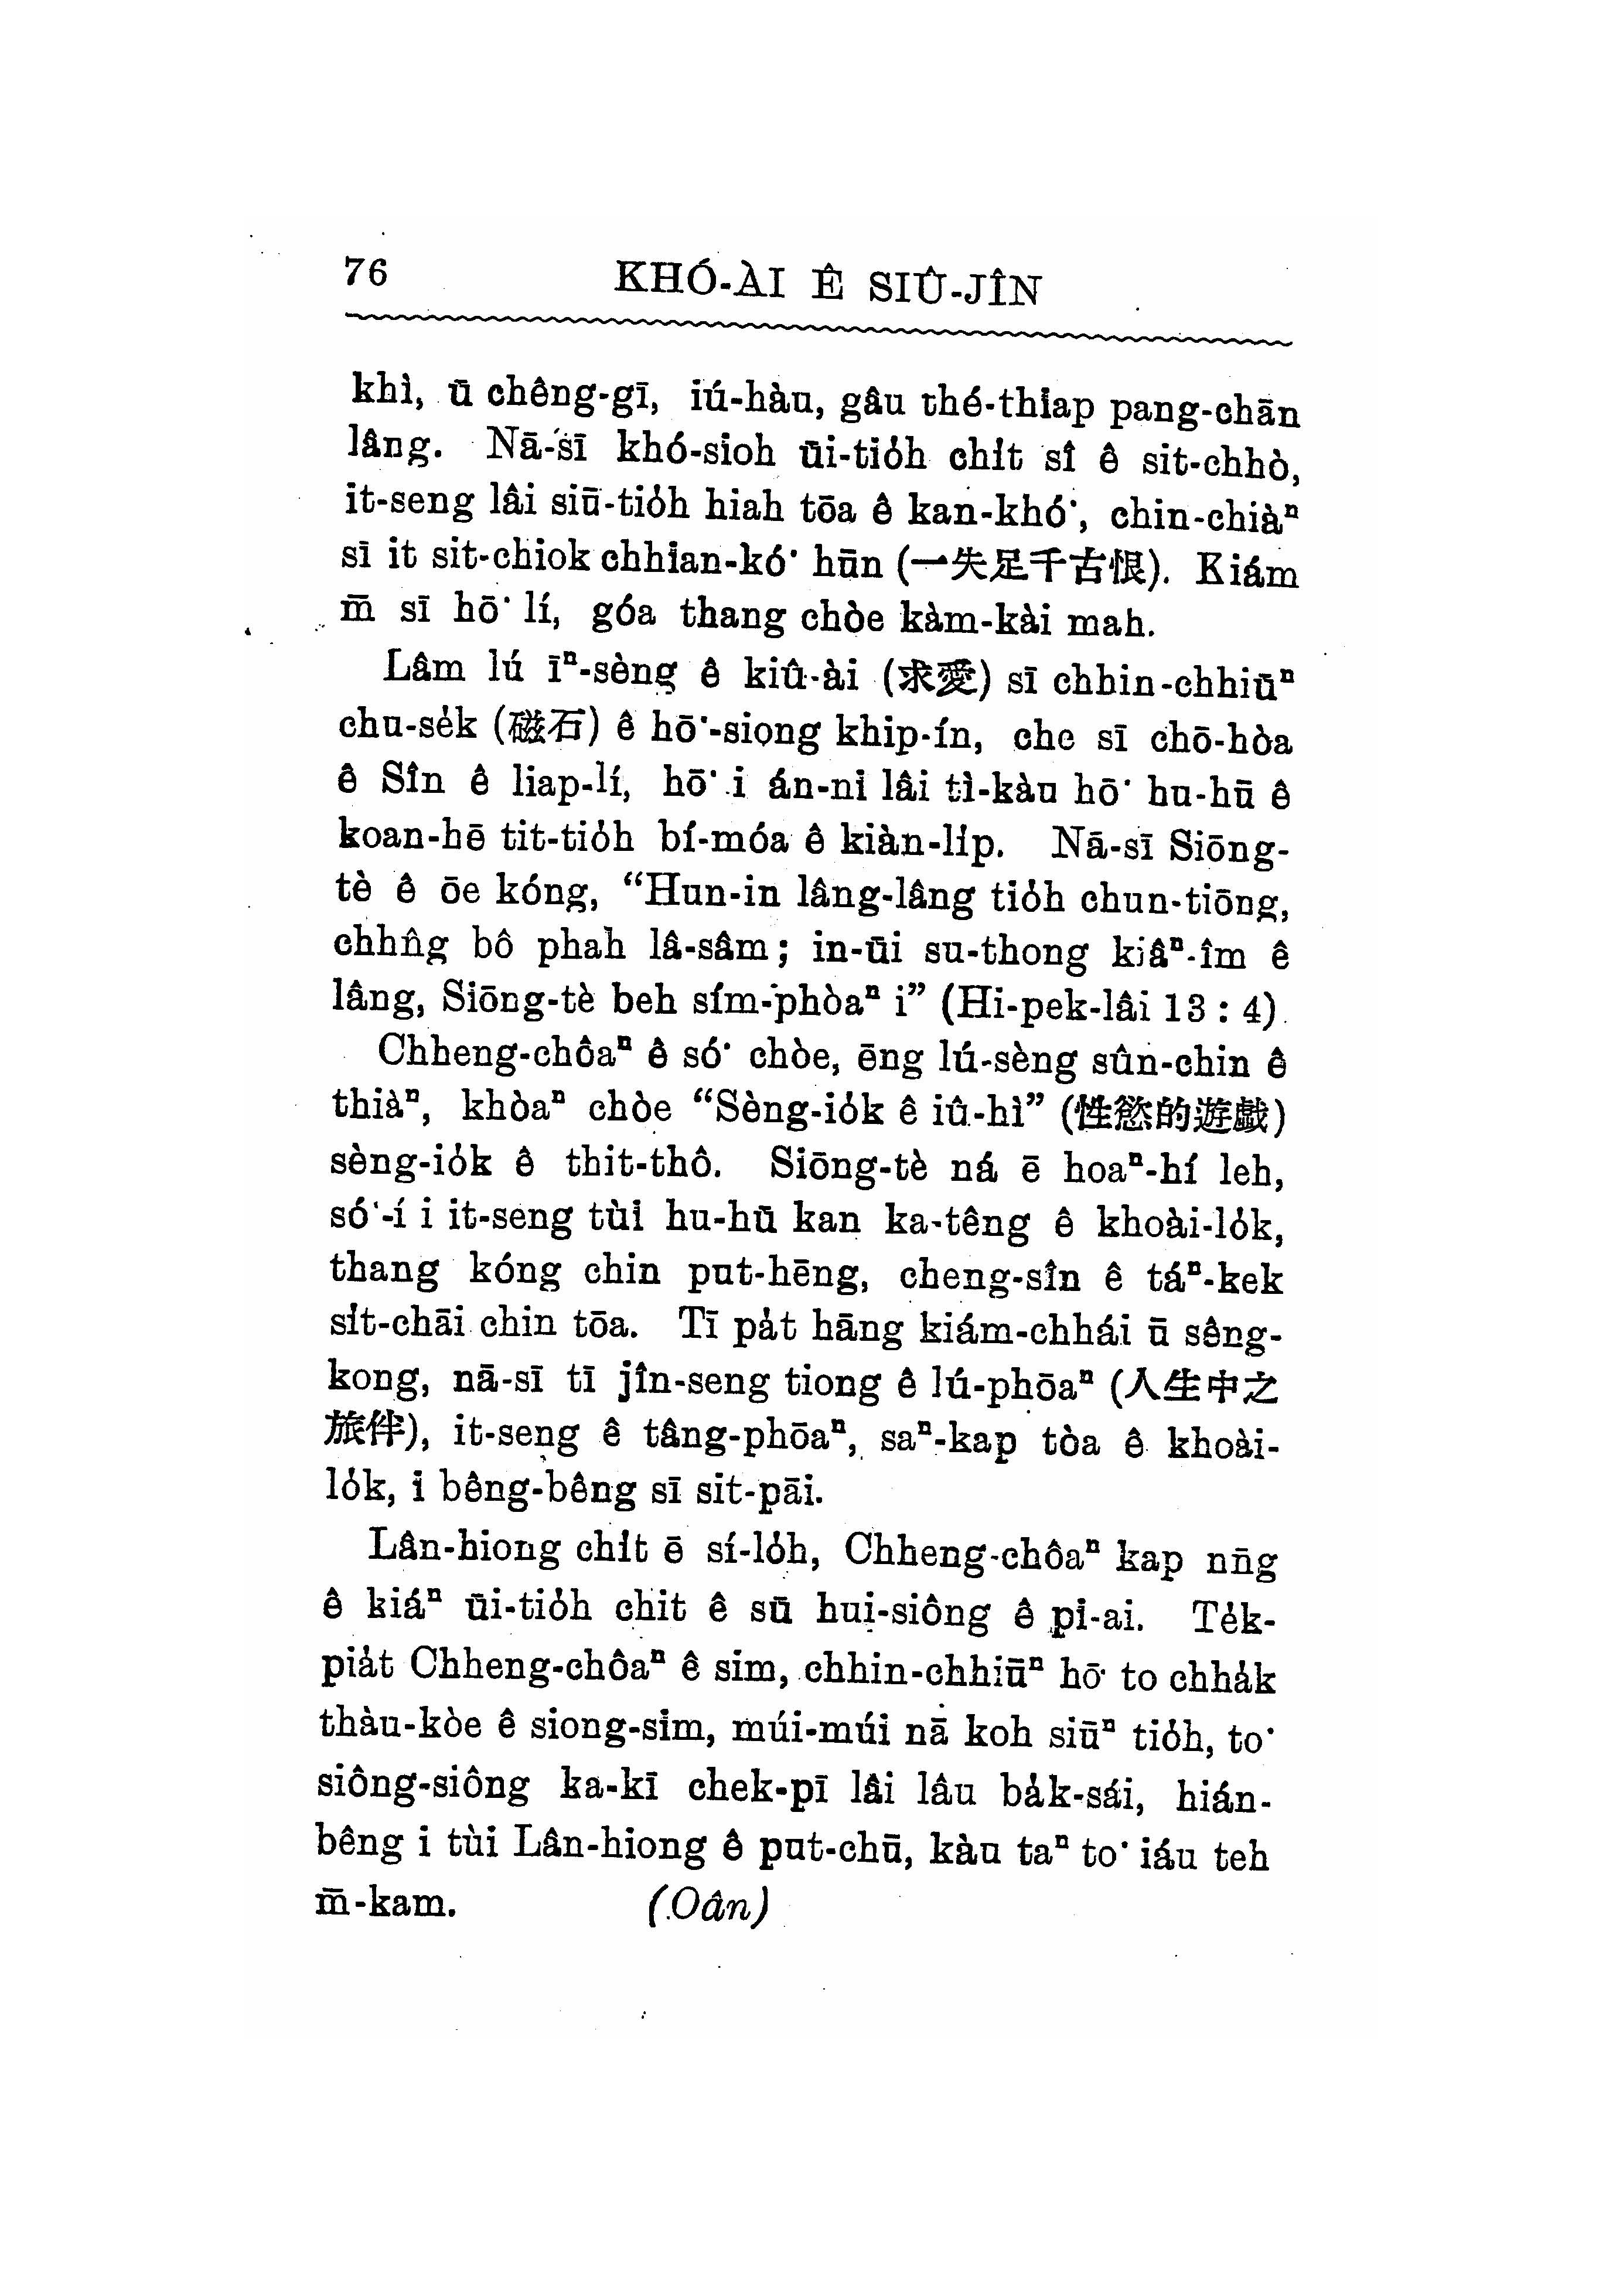 76 KHÓ-ÀI Ê SIÛ-JÎN
khì, ū chêng-gī, iú-hàu, gâu thé-thiap pang-chān
lâng. Nā-sī khó-sioh ūi-tio̍h chi̍t sî ê sit-chhò,
it-seng lâi siū-tio̍h hiah tōa ê kan-khó͘, chin-chiàⁿ
sī it sit-chiok chhian-kó͘ hūn (一失足千古恨). Kiám
m̄ sī hō͘ lí, góa thang chòe kàm-kài mah.
Lâm lú īⁿ-sèng ê kiû-ài (求愛) sī chhin-chhiūⁿ
chu-se̍k (磁石) ê hō͘-siong khip-ín, che sī chō-hòa
ê Sîn ê liap-lí, hō͘ i án-ni lâi tì-kàu hō͘ hu-hū ê
koan-hē tit-tio̍h bí-móa ê kiàn-li̍p. Nā-sī Siōng-
tè ê ōe kóng, “Hun-in lâng-lâng tio̍h chun-tiōng,
chhn̂g bô phah lâ-sâm; in-ūi su-thong kiâⁿ-îm ê
lâng, Siōng-tè beh sím-phòaⁿ i” (Hi-pek-lâi 13 : 4).
Chheng-chôaⁿ ê só͘ chòe, ēng lú-sèng sûn-chin ê
thiàⁿ, khòaⁿ chòe “Sèng-io̍k ê iû-hì” (性慾的遊戲)
sèng-io̍k ê thit-thô. Siōng-tè ná ē hoaⁿ-hí leh,
só͘-í i it-seng tùi hu-hū kan ka-têng ê khoài-lo̍k,
thang kóng chin put-hēng, cheng-sîn ê táⁿ-kek
si̍t-chāi chin tōa. Tī pa̍t hāng kiám-chhái ū sêng-
kong, nā-sī tī jîn-seng tiong ê lú-phōaⁿ (人生中之
旅伴), it-seng ê tâng-phōaⁿ, saⁿ-kap tòa ê khoài-
lo̍k, i bêng-bêng sī sit-pāi.
Lân-hiong chi̍t ē sí-lo̍h, Chheng-chôaⁿ kap nn̄g
ê kiáⁿ ūi-tio̍h chit ê sū hui-siông ê pi-ai. Te̍k-
pia̍t Chheng-chôaⁿ ê sim, chhin-chhiūⁿ hō͘ to chha̍k
thàu-kòe ê siong-sim, múi-múi nā koh siūⁿ tio̍h, to͘
siông-siông ka-kī chek-pī lâi lâu ba̍k-sái, hián-
bêng i tùi Lân-hiong ê put-chū, kàu taⁿ to͘ iáu teh
m̄-kam. (Oân)